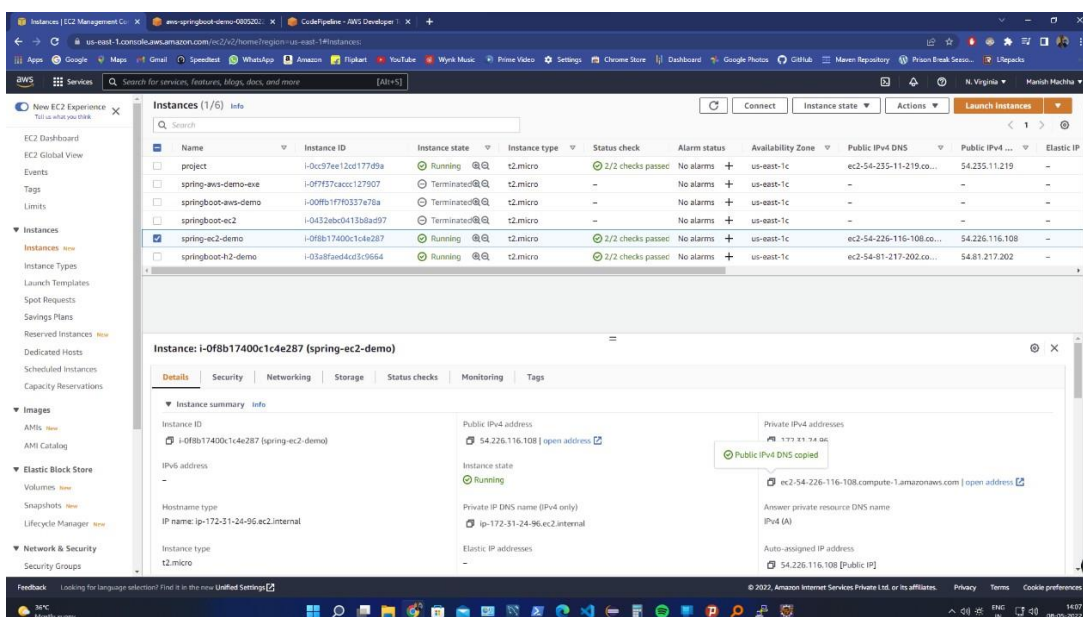 Instances | EC2 Management Co
aws-springboot-demo-0805202
CodePipeline - AWS Developer T
us-east-1.console.aws.amazon.com/ec2/v2/home?region=us-east-1#Instances:
Apps Google Maps Gmail Speedtest WhatsApp Amazon Flipkart YouTube Wynk Music Prime Video Settings Chrome Store Dashboard Google Photos GitHub Maven Repository Prison Break Seaso... LRepacks
aws Services Search for services, features, blogs, docs, and more [Alt+S] N. Virginia Manish Machha
New EC2 Experience
Tell us what you think
EC2 Dashboard
EC2 Global View
Events
Tags
Limits
Instances
Instances New
Instance Types
Launch Templates
Spot Requests
Savings Plans
Reserved Instances New
Dedicated Hosts
Scheduled Instances
Capacity Reservations
Images
AMIs New
AMI Catalog
Elastic Block Store
Volumes New
Snapshots New
Lifecycle Manager New
Network & Security
Security Groups
Instances (1/6) Info Connect Instance state Actions Launch instances
Search 1
Name Instance ID Instance state Instance type Status check Alarm status Availability Zone Public IPv4 DNS Public IPv4 ... Elastic IP
project i-0cc97ee12cd177d9a Running t2.micro 2/2 checks passed No alarms + us-east-1c ec2-54-235-11-219.co... 54.235.11.219 –
spring-aws-demo-exe i-0f7f37caccc127907 Terminated t2.micro – No alarms + us-east-1c – – –
springboot-aws-demo i-00ffb1f7f0337e78a Terminated t2.micro – No alarms + us-east-1c – – –
springboot-ec2 i-0432ebc0413b8ad97 Terminated t2.micro – No alarms + us-east-1c – – –
spring-ec2-demo i-0f8b17400c1c4e287 Running t2.micro 2/2 checks passed No alarms + us-east-1c ec2-54-226-116-108.co... 54.226.116.108 –
springboot-h2-demo i-03a8faed4cd3c9664 Running t2.micro 2/2 checks passed No alarms + us-east-1c ec2-54-81-217-202.co... 54.81.217.202 –
Instance: i-0f8b17400c1c4e287 (spring-ec2-demo)
Details Security Networking Storage Status checks Monitoring Tags
Instance summary Info
Instance ID
i-0f8b17400c1c4e287 (spring-ec2-demo)
Public IPv4 address
54.226.116.108 | open address
Private IPv4 addresses
172.31.24.96
Public IPv4 DNS copied
IPv6 address
–
Instance state
Running
ec2-54-226-116-108.compute-1.amazonaws.com | open address
Hostname type
IP name: ip-172-31-24-96.ec2.internal
Private IP DNS name (IPv4 only)
ip-172-31-24-96.ec2.internal
Answer private resource DNS name
IPv4 (A)
Instance type
t2.micro
Elastic IP addresses
–
Auto-assigned IP address
54.226.116.108 [Public IP]
Feedback Looking for language selection? Find it in the new Unified Settings © 2022, Amazon Internet Services Private Ltd. or its affiliates. Privacy Terms Cookie preferences
36°C
Mostly sunny
ENG
IN
14:07
08-05-2022